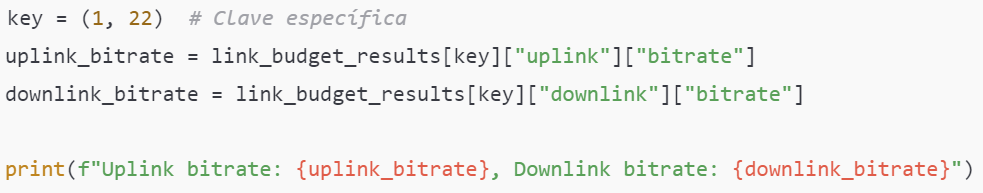 key = (1, 22)  # Clave específica
uplink_bitrate = link_budget_results[key]["uplink"]["bitrate"]
downlink_bitrate = link_budget_results[key]["downlink"]["bitrate"]
print(f"Uplink bitrate: {uplink_bitrate}, Downlink bitrate: {downlink_bitrate}")